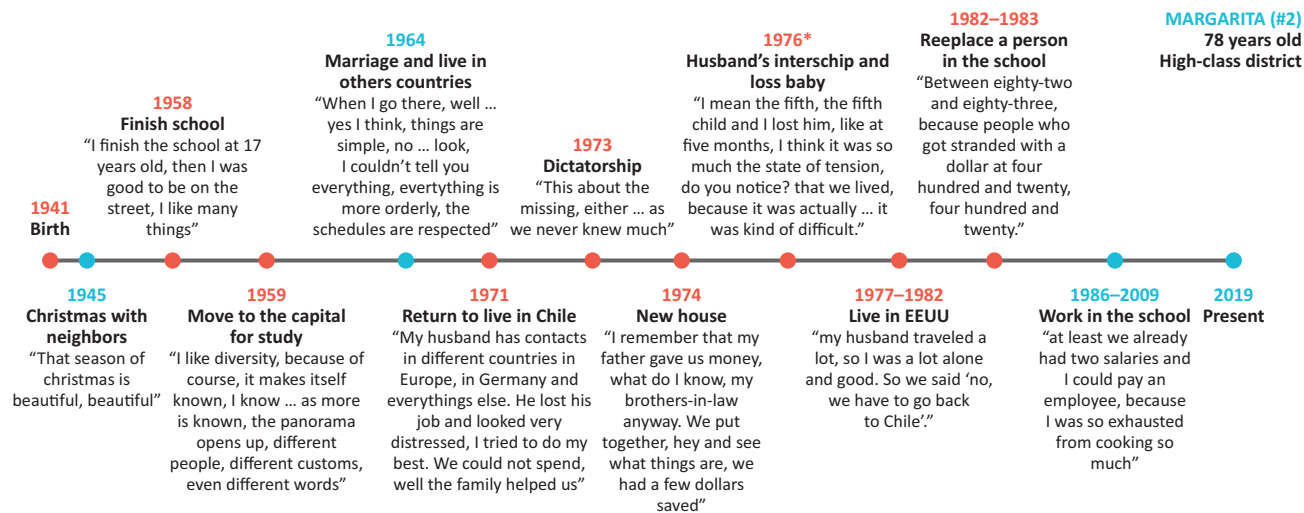 1941
Birth
1958
Finish school
“I finish the school at 17
years old, then I was
good to be on the
street, I like many
things”
1964
Marriage and live in
others countries
“When I go there, well …
yes I think, things are
simple, no … look,
I couldn’t tell you
everything, evertything is
more orderly, the
schedules are respected”
1973
Dictatorship
“This about the
missing, either … as
we never knew much”
1976*
Husband’s interschip and
loss baby
“I mean the fifth, the fifth
child and I lost him, like at
five months, I think it was so
much the state of tension,
do you notice? that we lived,
because it was actually … it
was kind of difficult.”
1982–1983
Reeplace a person
in the school
“Between eighty-two
and eighty-three,
because people who
got stranded with a
dollar at four
hundred and twenty,
four hundred and
twenty.”
MARGARITA (#2)
78 years old
High-class district
1945
Christmas with
neighbors
“That season of
christmas is
beautiful, beautiful”
1959
Move to the capital
for study
“I like diversity, because of
course, it makes itself
known, I know … as more
is known, the panorama
opens up, different
people, different customs,
even different words”
1971
Return to live in Chile
“My husband has contacts
in different countries in
Europe, in Germany and
everythings else. He lost his
job and looked very
distressed, I tried to do my
best. We could not spend,
well the family helped us”
1974
New house
“I remember that my
father gave us money,
what do I know, my
brothers-in-law
anyway. We put
together, hey and see
what things are, we
had a few dollars
saved”
1977–1982
Live in EEUU
“my husband traveled a
lot, so I was a lot alone
and good. So we said ‘no,
we have to go back
to Chile’.”
1986–2009
Work in the school
“at least we already
had two salaries and
I could pay an
employee, because
I was so exhausted
from cooking so
much”
2019
Present